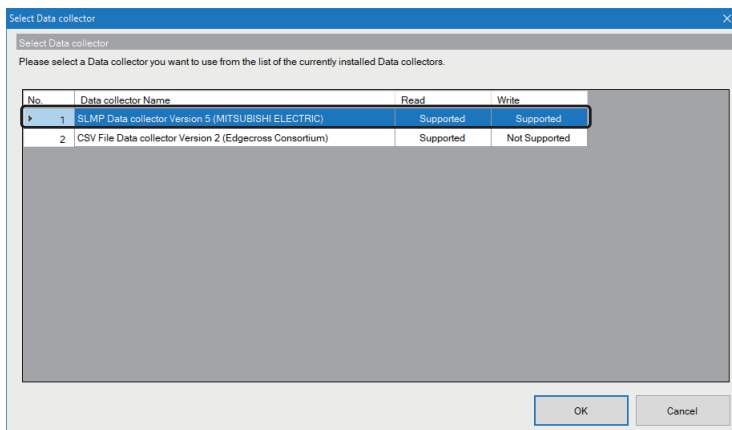 Select Data collector
Select Data collector
Please select a Data collector you want to use from the list of the currently installed Data collectors.
No. Data collector Name Read Write
1 SLMP Data collector Version 5 (MITSUBISHI ELECTRIC) Supported Supported
2 CSV File Data collector Version 2 (Edgecross Consortium) Supported Not Supported
OK Cancel